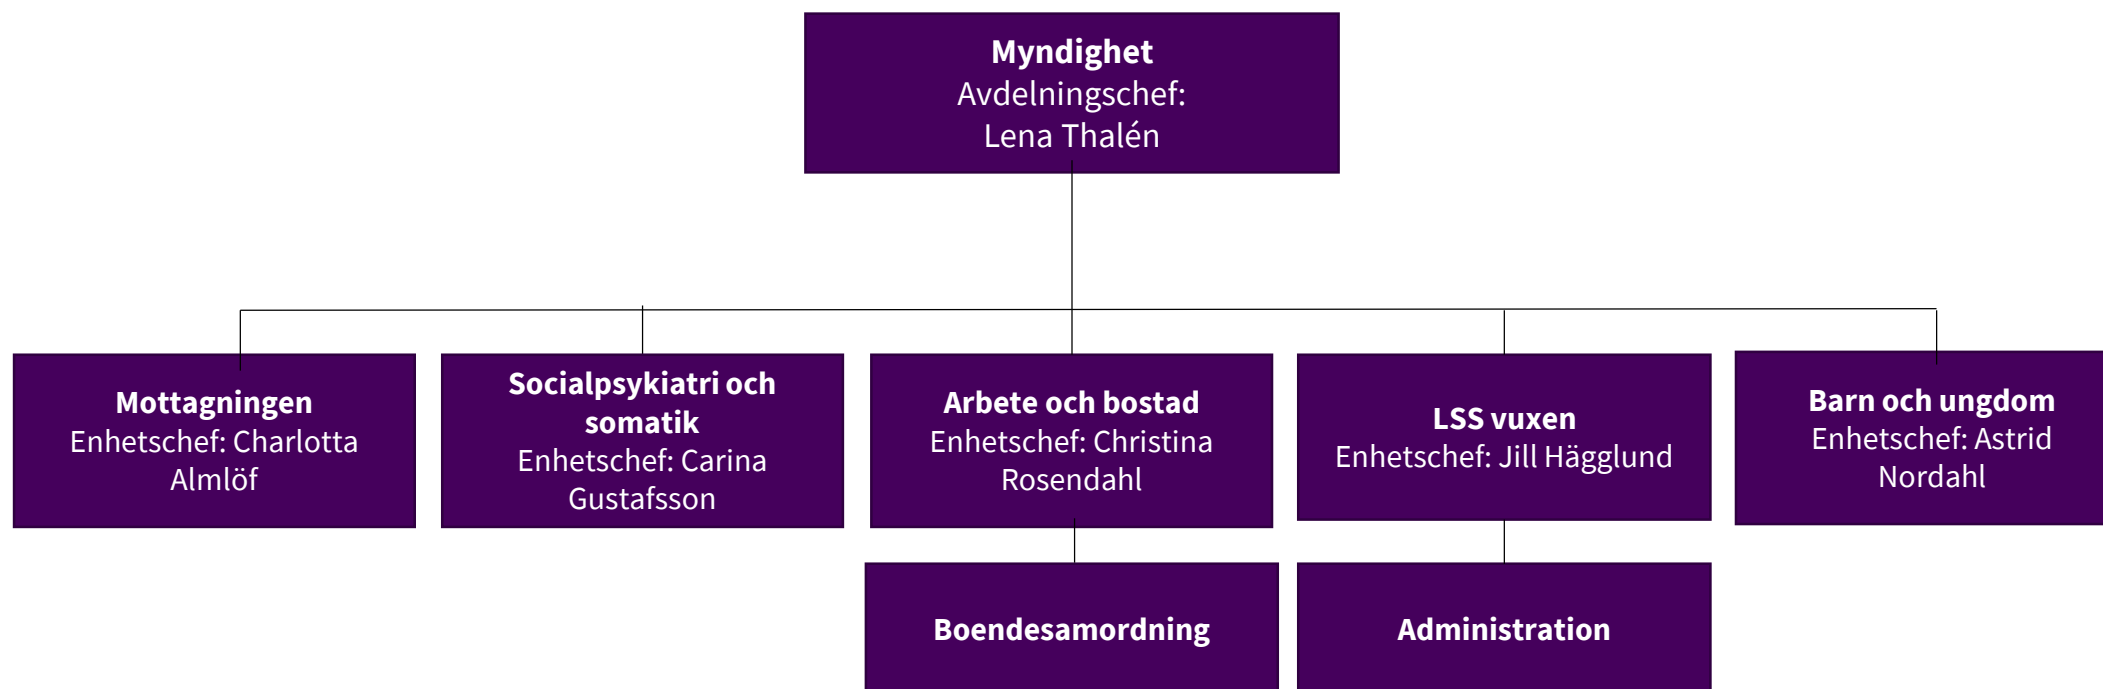 Myndighet
Avdelningschef:
Lena Thalén
Mottagningen
Enhetschef: Charlotta
Almlöf
Socialpsykiatri och
somatik
Enhetschef: Carina
Gustafsson
Arbete och bostad
Enhetschef: Christina
Rosendahl
LSS vuxen
Enhetschef: Jill Hägglund
Barn och ungdom
Enhetschef: Astrid
Nordahl
Boendesamordning
Administration